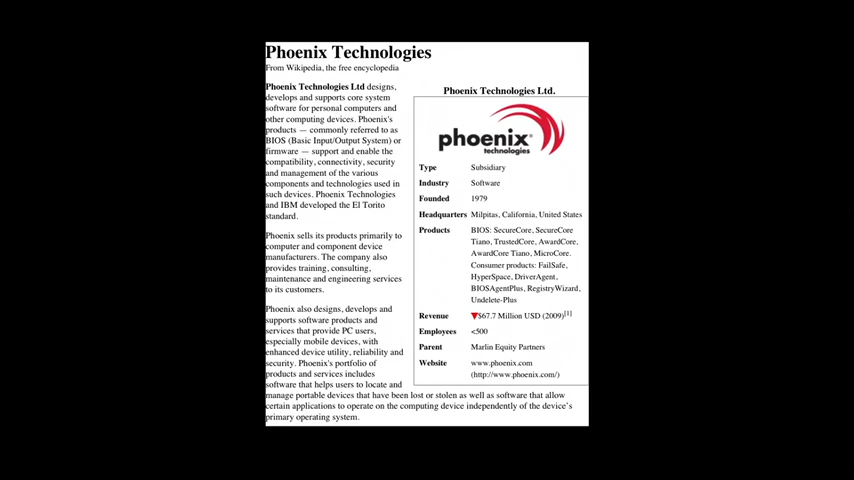 Phoenix Technologies
From Wikipedia, the free encyclopedia
Phoenix Technologies Ltd designs,
develops and supports core system
software for personal computers and
other computing devices. Phoenix's
products — commonly referred to as
BIOS (Basic Input/Output System) or
firmware — support and enable the
compatibility, connectivity, security
and management of the various
components and technologies used in
such devices. Phoenix Technologies
and IBM developed the El Torito
standard.
Phoenix sells its products primarily to
computer and component device
manufacturers. The company also
provides training, consulting,
maintenance and engineering services
to its customers.
Phoenix also designs, develops and
supports software products and
services that provide PC users,
especially mobile devices, with
enhanced device utility, reliability and
security. Phoenix's portfolio of
products and services includes
software that helps users to locate and
manage portable devices that have been lost or stolen as well as software that allow
certain applications to operate on the computing device independently of the device's
primary operating system.
Phoenix Technologies Ltd.
phoenix
technologies
Type Subsidiary
Industry Software
Founded 1979
Headquarters Milpitas, California, United States
Products BIOS: SecureCore, SecureCore
Tiano, TrustedCore, AwardCore,
AwardCore Tiano, MicroCore.
Consumer products: FailSafe,
HyperSpace, DriverAgent,
BIOSAgentPlus, RegistryWizard,
Undelete-Plus
Revenue ▼$67.7 Million USD (2009)[1]
Employees <500
Parent Marlin Equity Partners
Website www.phoenix.com
(http://www.phoenix.com/)